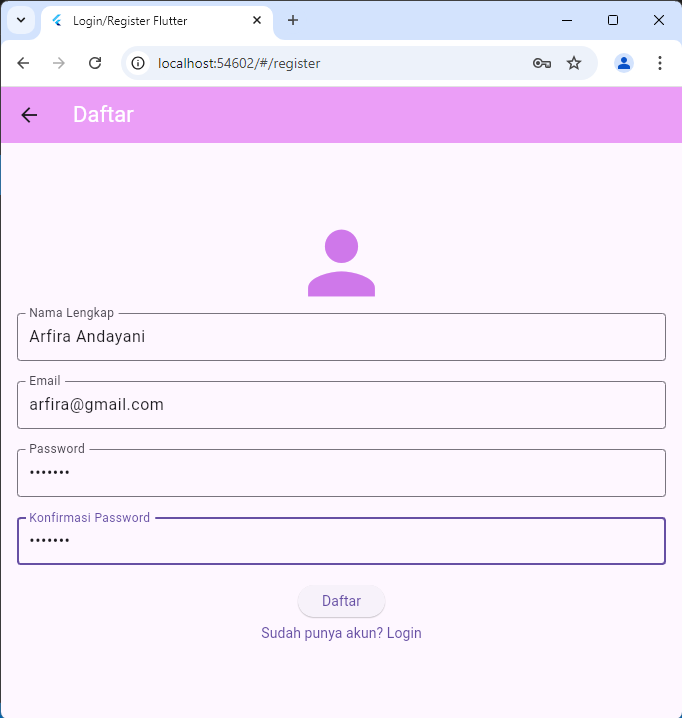 Login/Register Flutter
localhost:54602/#/register
Daftar
Nama Lengkap
Arfira Andayani
Email
arfira@gmail.com
Password
•••••••
Konfirmasi Password
•••••••
Daftar
Sudah punya akun? Login